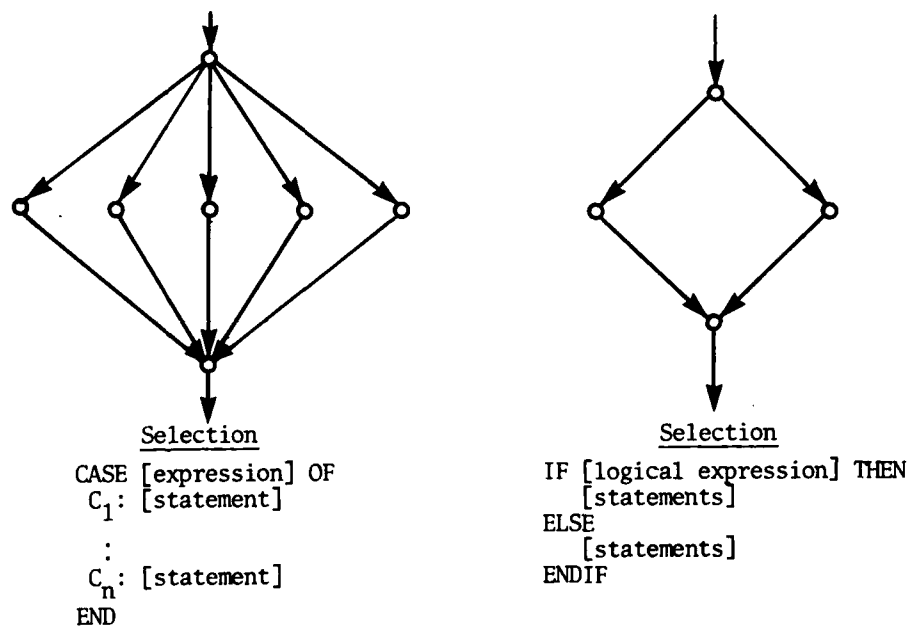 Selection
CASE [expression] OF
C1: [statement]
:
Cn: [statement]
END
Selection
IF [logical expression] THEN
[statements]
ELSE
[statements]
ENDIF